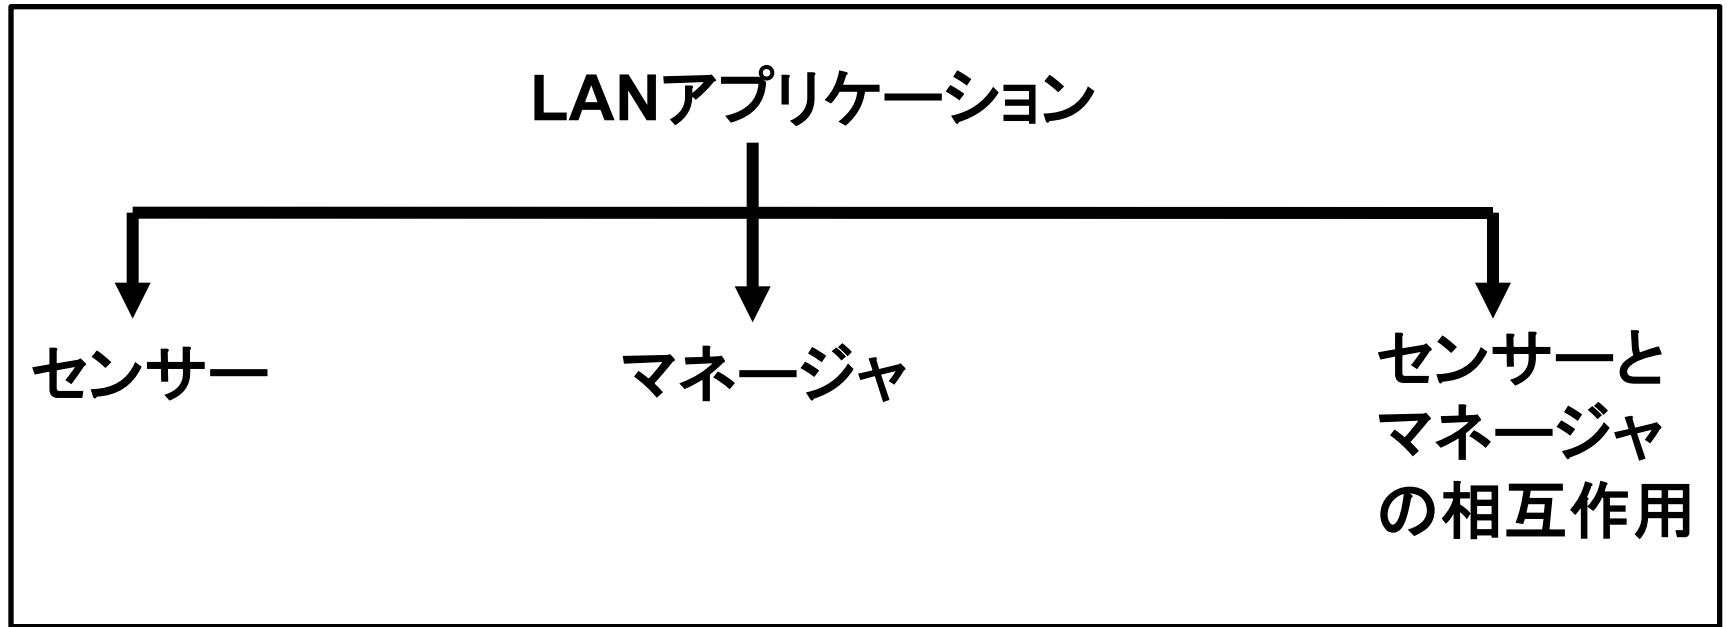 LANアプリケーション
センサー
マネージャ
センサーと
マネージャ
の相互作用